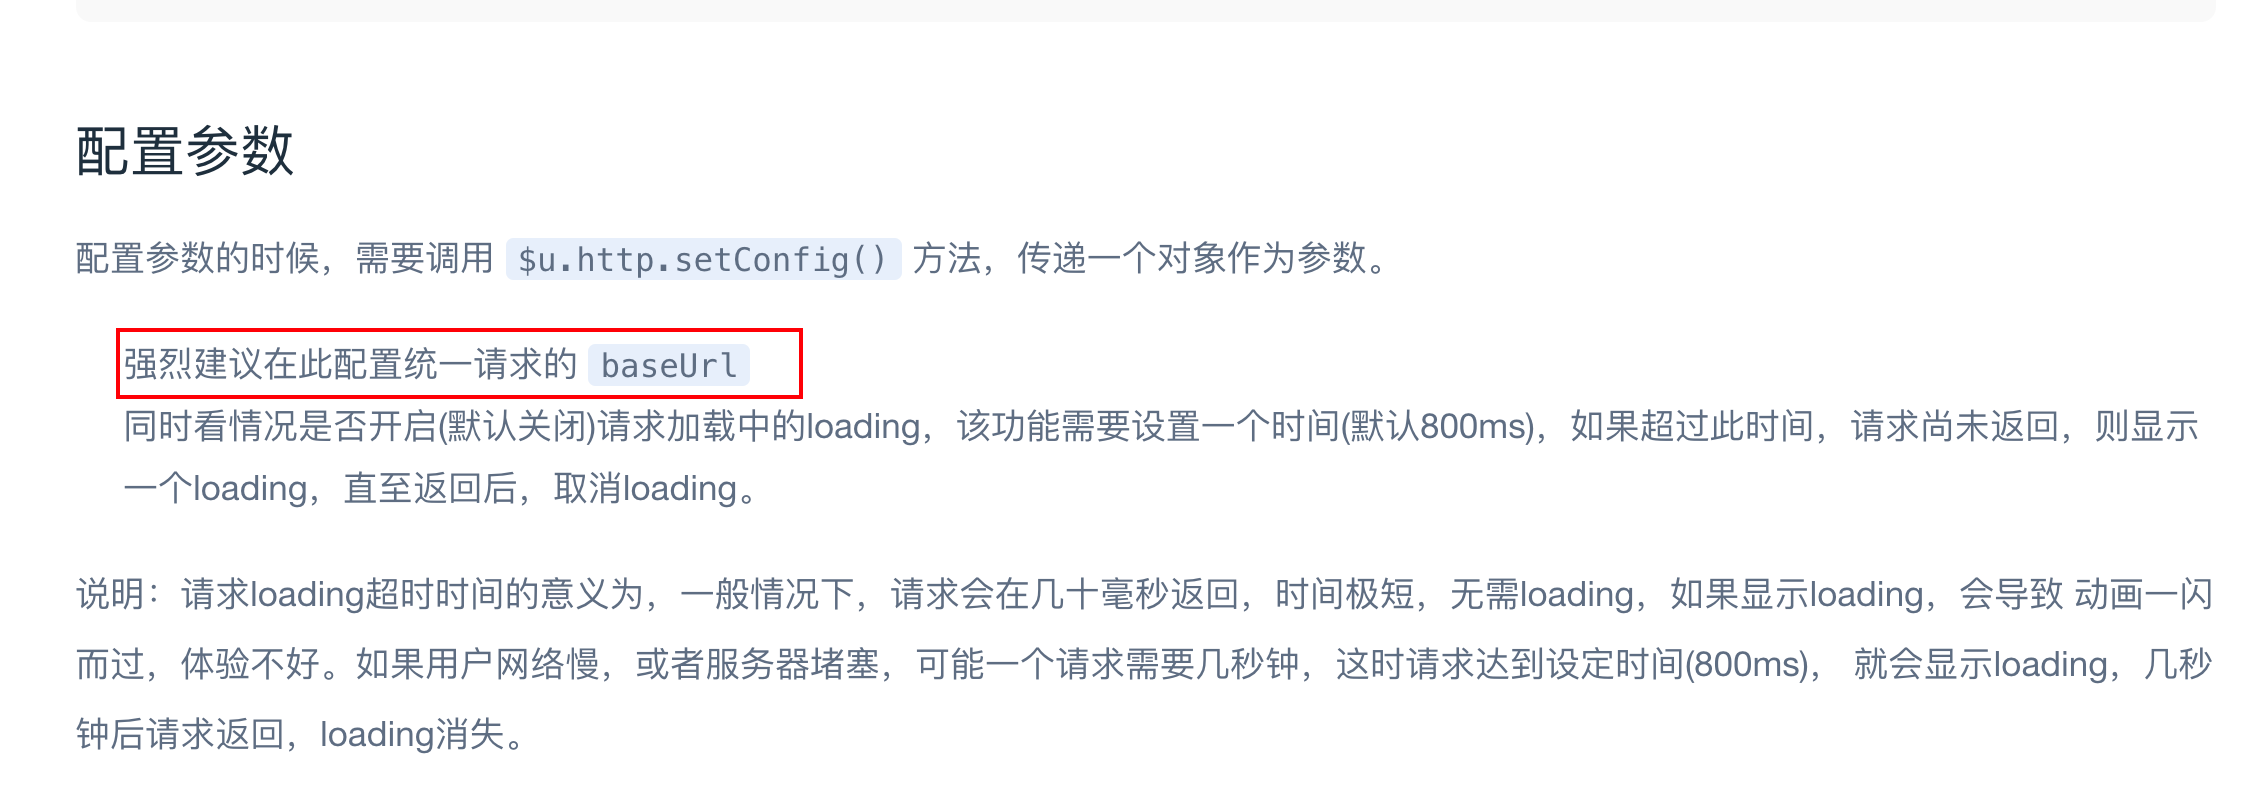 配置参数
配置参数的时候，需要调用 $u.http.setConfig() 方法，传递一个对象作为参数。
强烈建议在此配置统一请求的 baseUrl
同时看情况是否开启(默认关闭)请求加载中的loading，该功能需要设置一个时间(默认800ms)，如果超过此时间，请求尚未返回，则显示
一个loading，直至返回后，取消loading。
说明：请求loading超时时间的意义为，一般情况下，请求会在几十毫秒返回，时间极短，无需loading，如果显示loading，会导致 动画一闪
而过，体验不好。如果用户网络慢，或者服务器堵塞，可能一个请求需要几秒钟，这时请求达到设定时间(800ms)， 就会显示loading，几秒
钟后请求返回，loading消失。